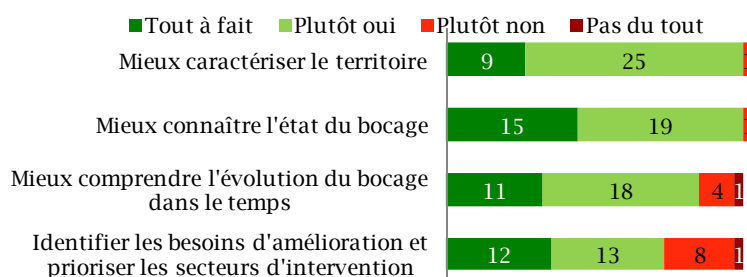 Tout à fait Plutôt oui Plutôt non Pas du tout
Mieux caractériser le territoire 9 25
Mieux connaître l'état du bocage 15 19
Mieux comprendre l'évolution du bocage
dans le temps 11 18 4 1
Identifier les besoins d'amélioration et
prioriser les secteurs d'intervention 12 13 8 1